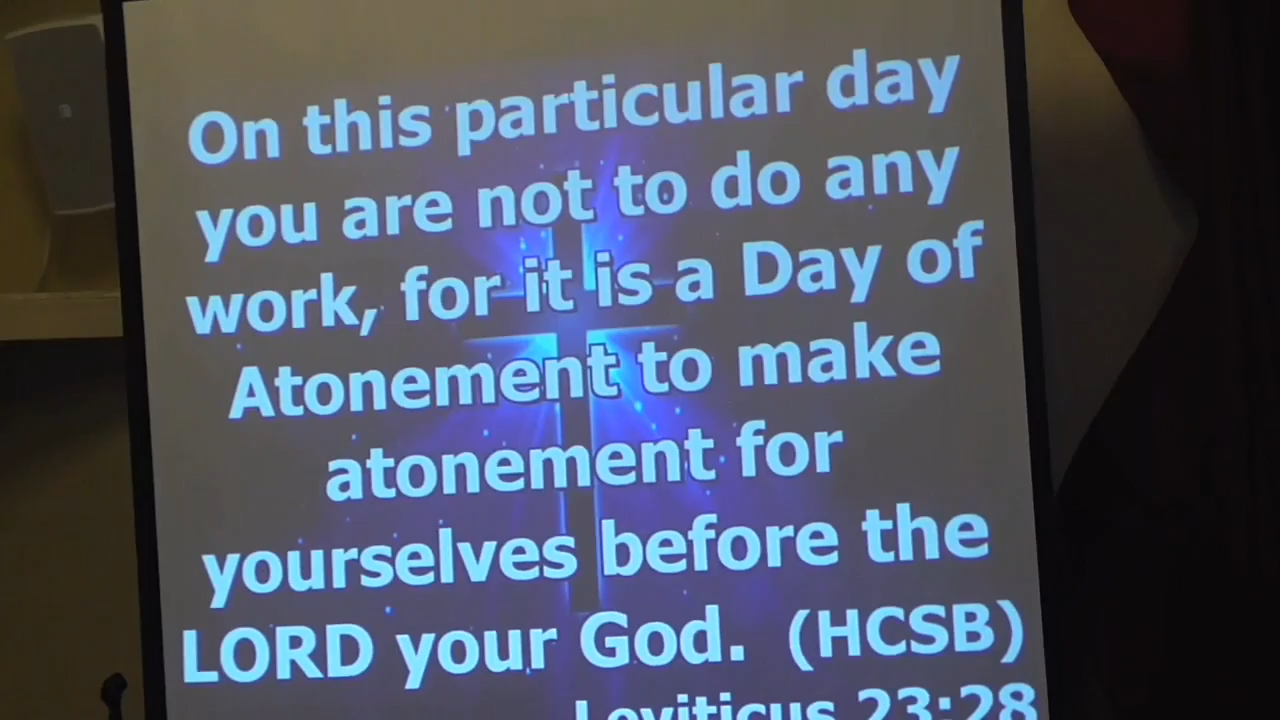 On this particular day
you are not to do any
work, for it is a Day of
Atonement to make
atonement for
yourselves before the
LORD your God. (HCSB)
Leviticus 23:28